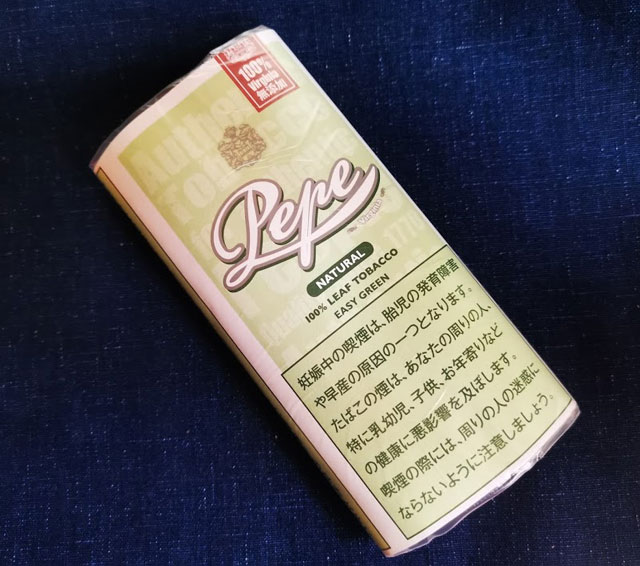 100%
Virginia
無添加
Pepe
Virginia
NATURAL
100% LEAF TOBACCO
EASY GREEN
妊娠中の喫煙は、胎児の発育障害
や早産の原因の一つとなります。
たばこの煙は、あなたの周りの人、
特に乳幼児、子供、お年寄りなど
の健康に悪影響を及ぼします。
喫煙の際には、周りの人の迷惑に
ならないように注意しましょう。